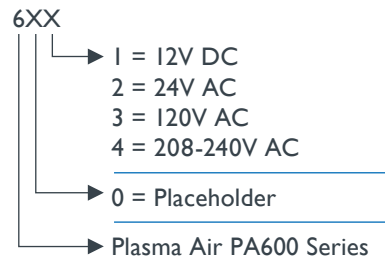 6XX
1 = 12V DC
2 = 24V AC
3 = 120V AC
4 = 208-240V AC
0 = Placeholder
Plasma Air PA600 Series